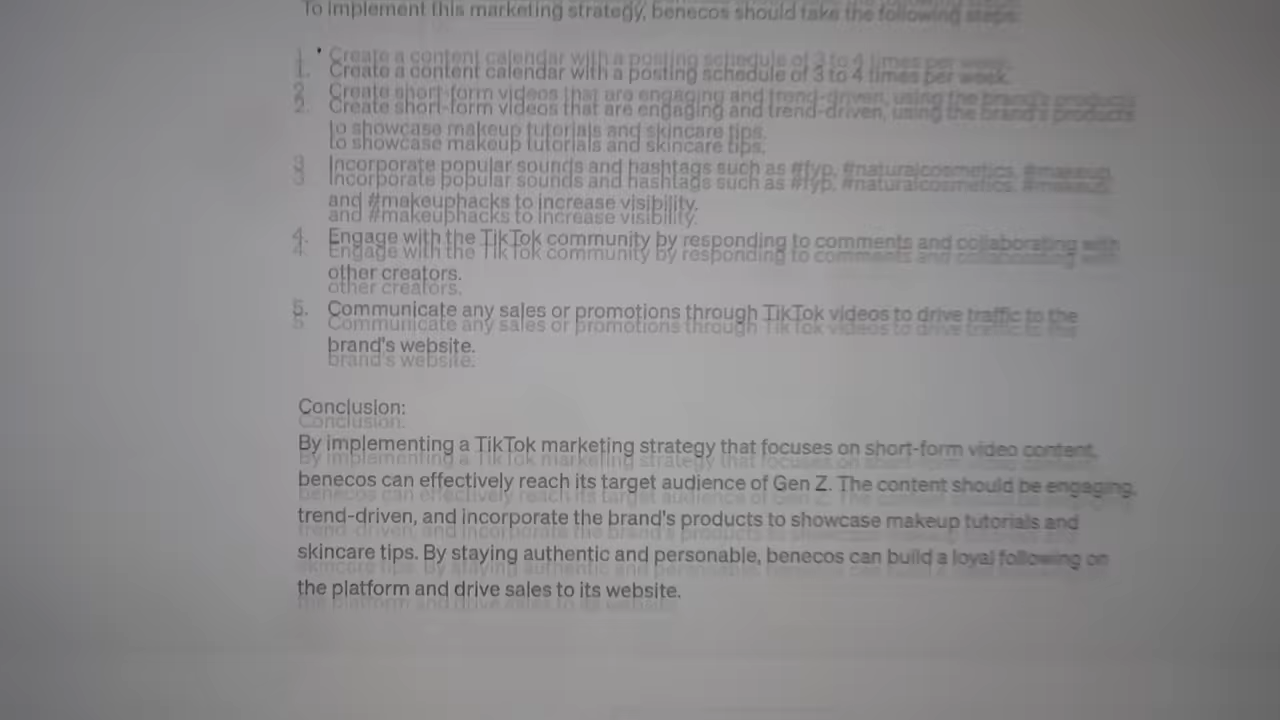 To implement this marketing strategy, benecos should take the following steps:
1. Create a content calendar with a posting schedule of 3 to 4 times per week.
2. Create short-form videos that are engaging and trend-driven, using the brand's products
to showcase makeup tutorials and skincare tips.
3. Incorporate popular sounds and hashtags such as #fyp, #naturalcosmetics, #makeup,
and #makeuphacks to increase visibility.
4. Engage with the TikTok community by responding to comments and collaborating with
other creators.
5. Communicate any sales or promotions through TikTok videos to drive traffic to the
brand's website.
Conclusion:
By implementing a TikTok marketing strategy that focuses on short-form video content,
benecos can effectively reach its target audience of Gen Z. The content should be engaging,
trend-driven, and incorporate the brand's products to showcase makeup tutorials and
skincare tips. By staying authentic and personable, benecos can build a loyal following on
the platform and drive sales to its website.